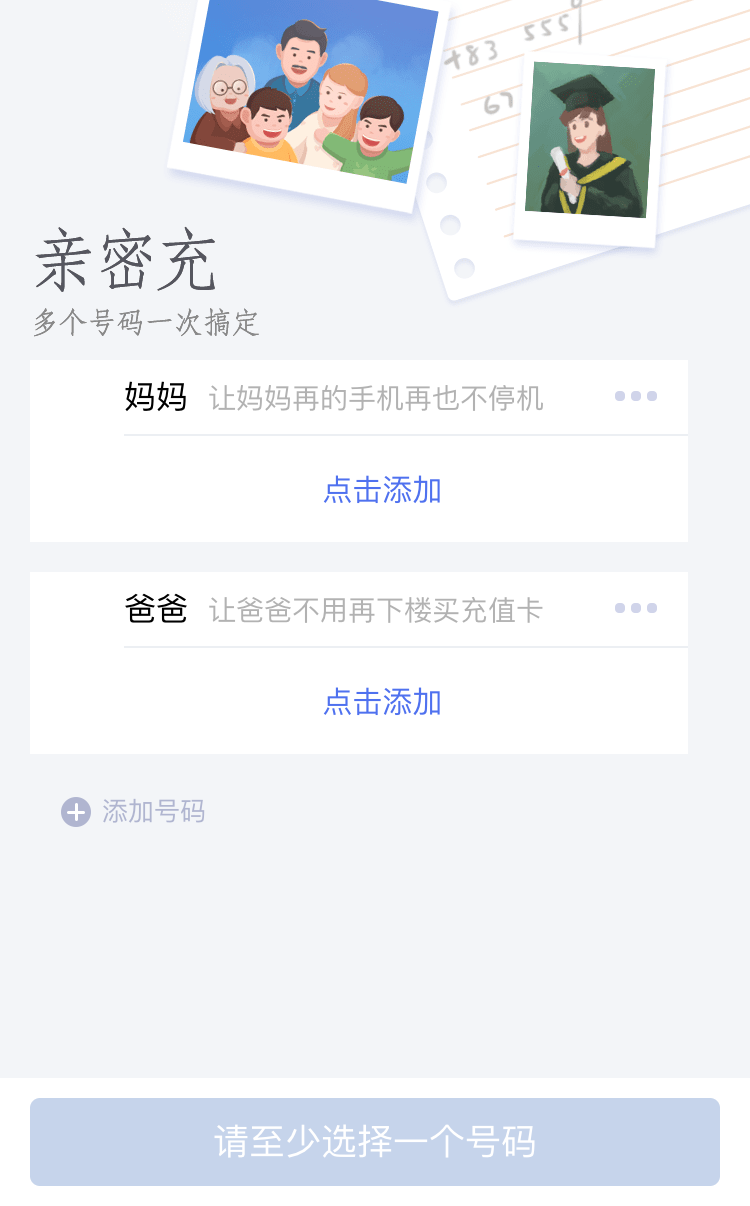 +83 555
67
亲密充
多个号码一次搞定
妈妈 让妈妈再的手机再也不停机
点击添加
爸爸 让爸爸不用再下楼买充值卡
点击添加
添加号码
请至少选择一个号码